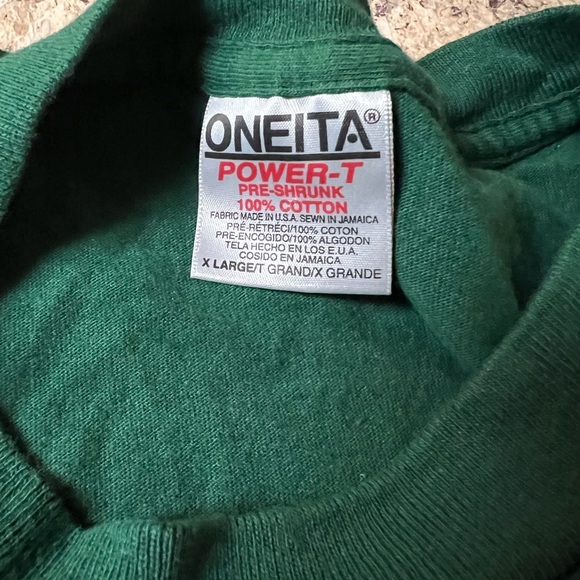 ONEITA®
POWER-T
PRE-SHRUNK
100% COTTON
FABRIC MADE IN U.S.A. SEWN IN JAMAICA
PRÉ-RÉTRÉCI/100% COTON
PRE-ENCOGIDO/100% ALGODON
TELA HECHO EN LOS E.U.A.
COSIDO EN JAMAICA
X LARGE/T GRAND/X GRANDE